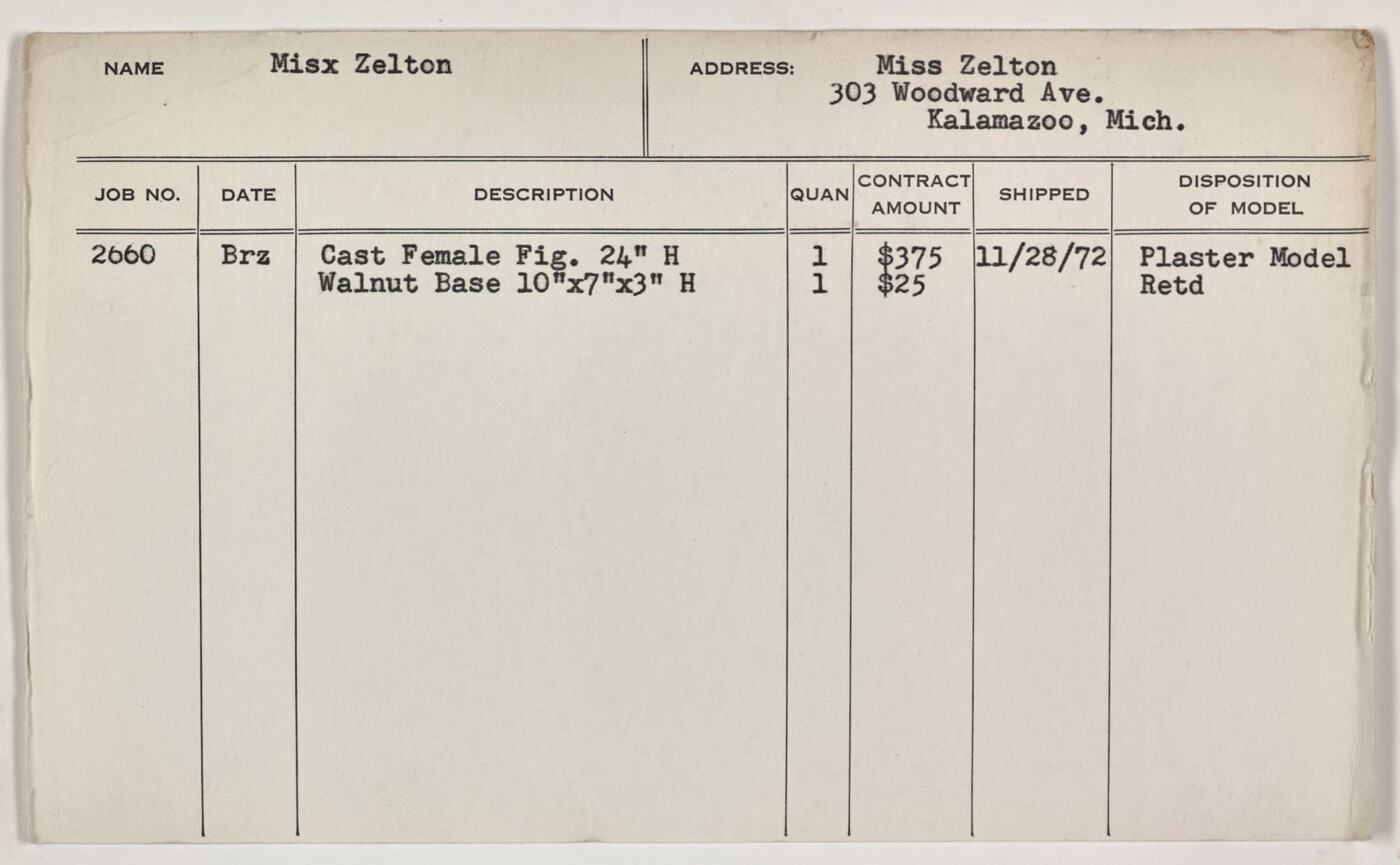 NAME Misx Zelton
ADDRESS: Miss Zelton
303 Woodward Ave.
Kalamazoo, Mich.
JOB NO. DATE DESCRIPTION QUAN CONTRACT AMOUNT SHIPPED DISPOSITION OF MODEL
2660 Brz Cast Female Fig. 24" H 1 $375 11/28/72 Plaster Model
Walnut Base 10"x7"x3" H 1 $25 Retd